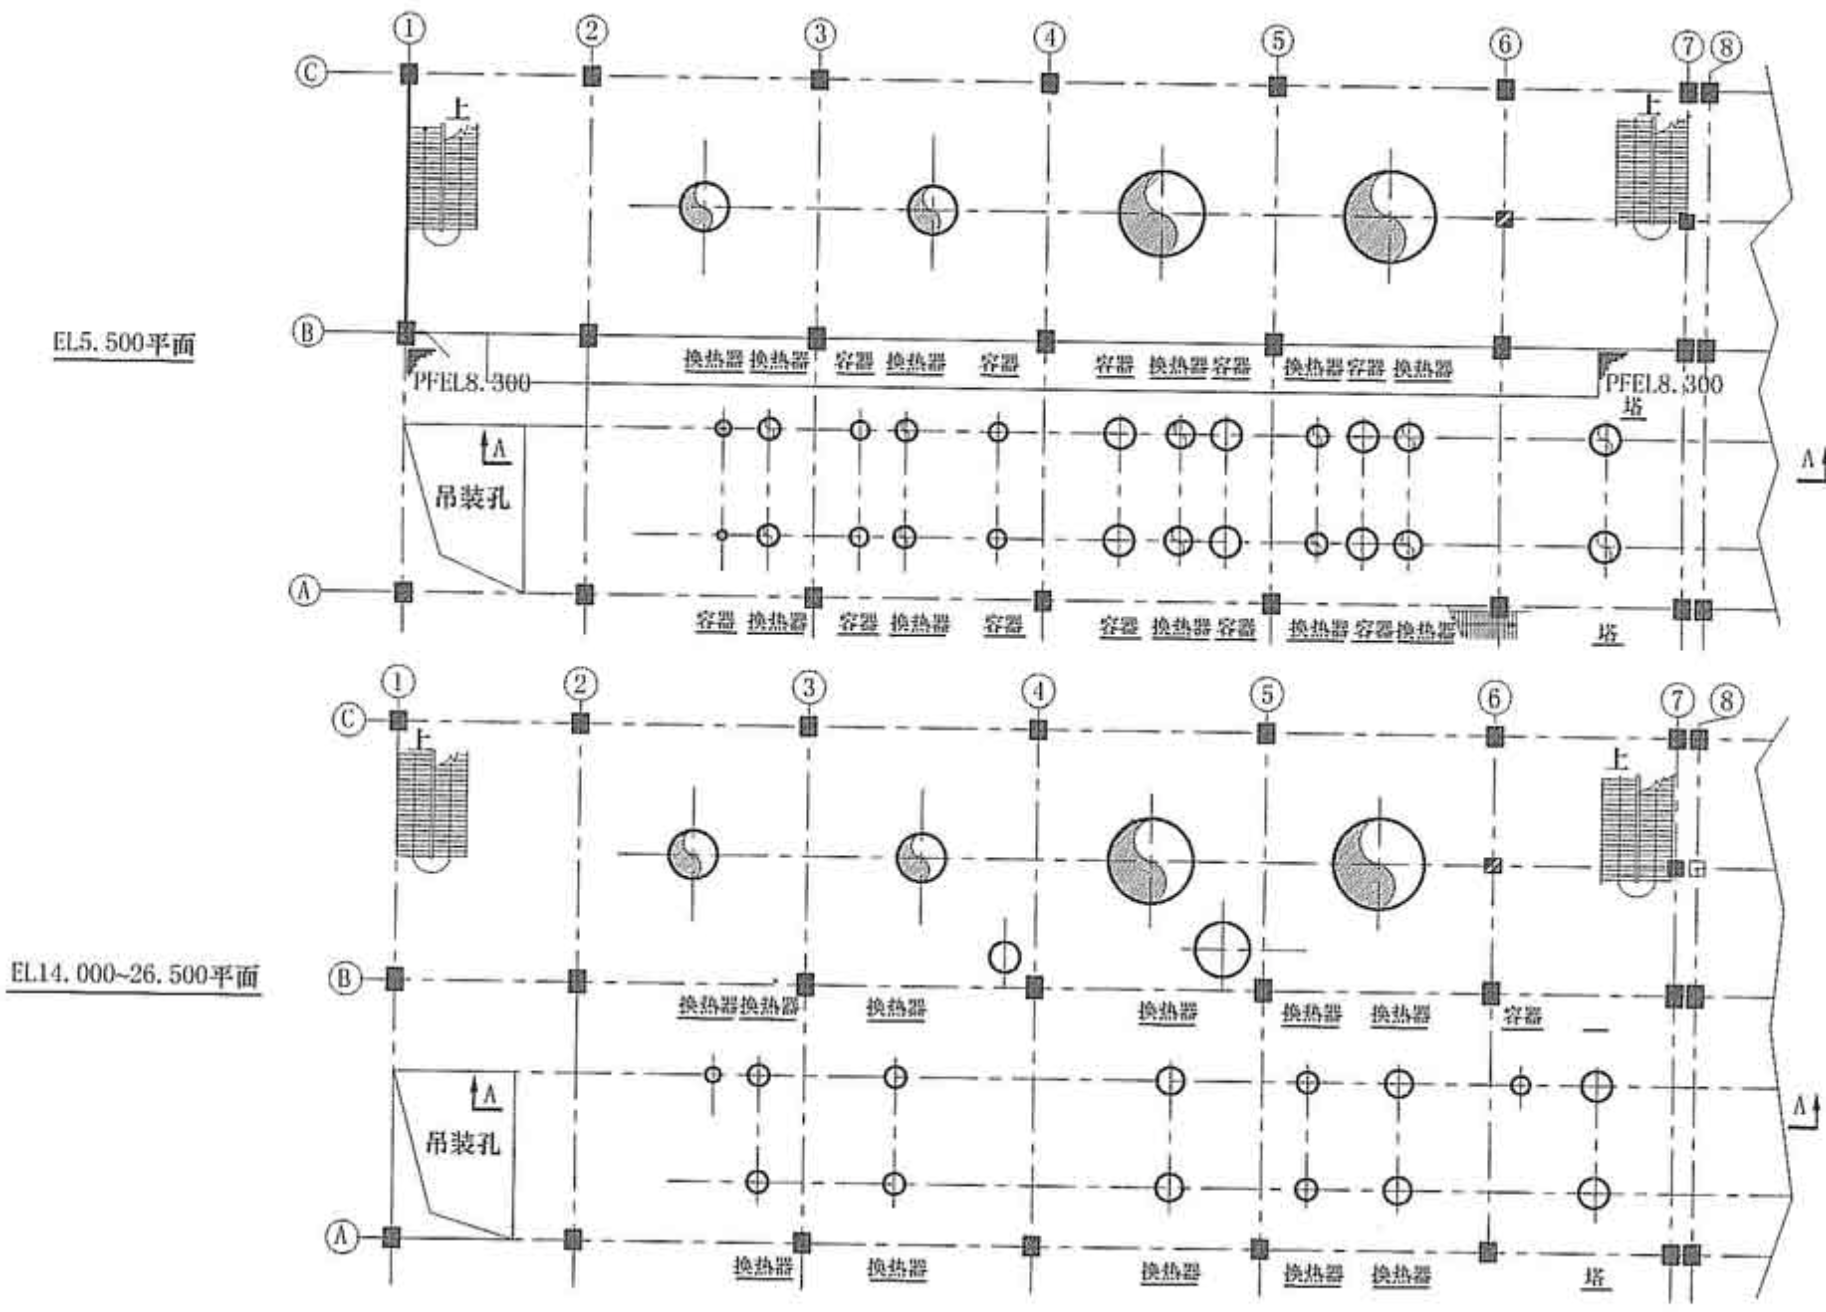 ① ② ③ ④ ⑤ ⑥ ⑦ ⑧
Ⓒ
上 上
Ⓑ
EL5.500平面
换热器 换热器 容器 换热器 容器 容器 换热器 容器 换热器 容器 换热器
PFEL8.300 PFEL8.300
塔
A A
吊装孔
Ⓐ
容器 换热器 容器 换热器 容器 容器 换热器 容器 换热器 容器 换热器 塔
① ② ③ ④ ⑤ ⑥ ⑦ ⑧
Ⓒ
上 上
Ⓑ
EL14.000~26.500平面
换热器 换热器 换热器 换热器 换热器 换热器 容器
A A
吊装孔
Ⓐ
换热器 换热器 换热器 换热器 换热器 塔